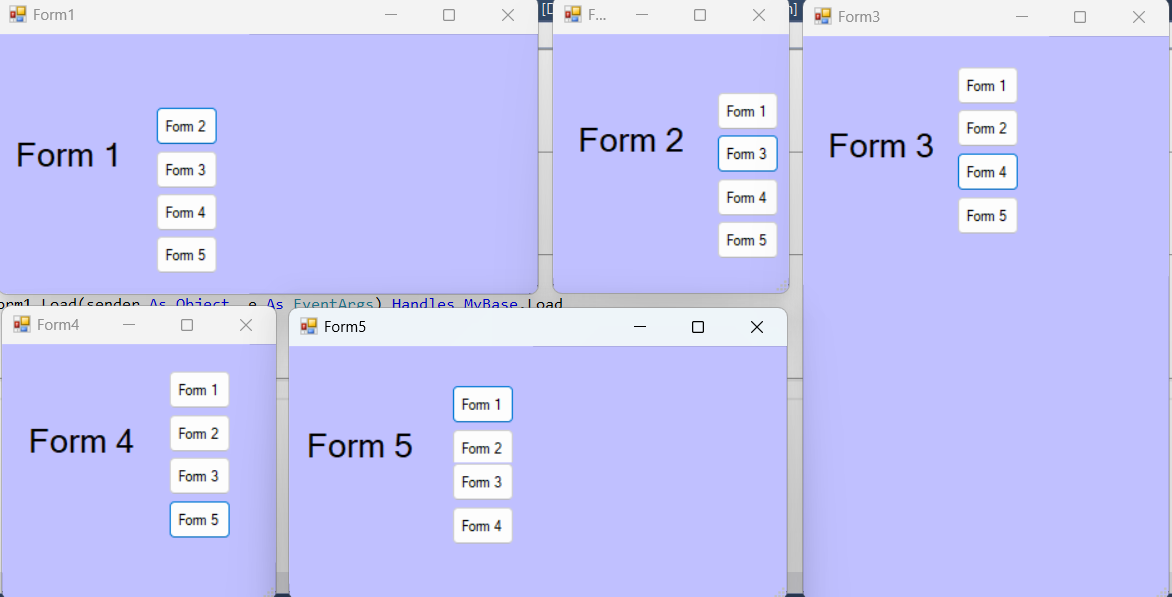 Form1
Form 1
Form 2
Form 3
Form 4
Form 5
[D
F...
n]
Form 2
Form 1
Form 3
Form 4
Form 5
Form3
Form 3
Form 1
Form 2
Form 4
Form 5
orm1_Load(sender As Object, e As EventArgs) Handles MyBase.Load
Form4
Form 4
Form 1
Form 2
Form 3
Form 5
Form5
Form 5
Form 1
Form 2
Form 3
Form 4